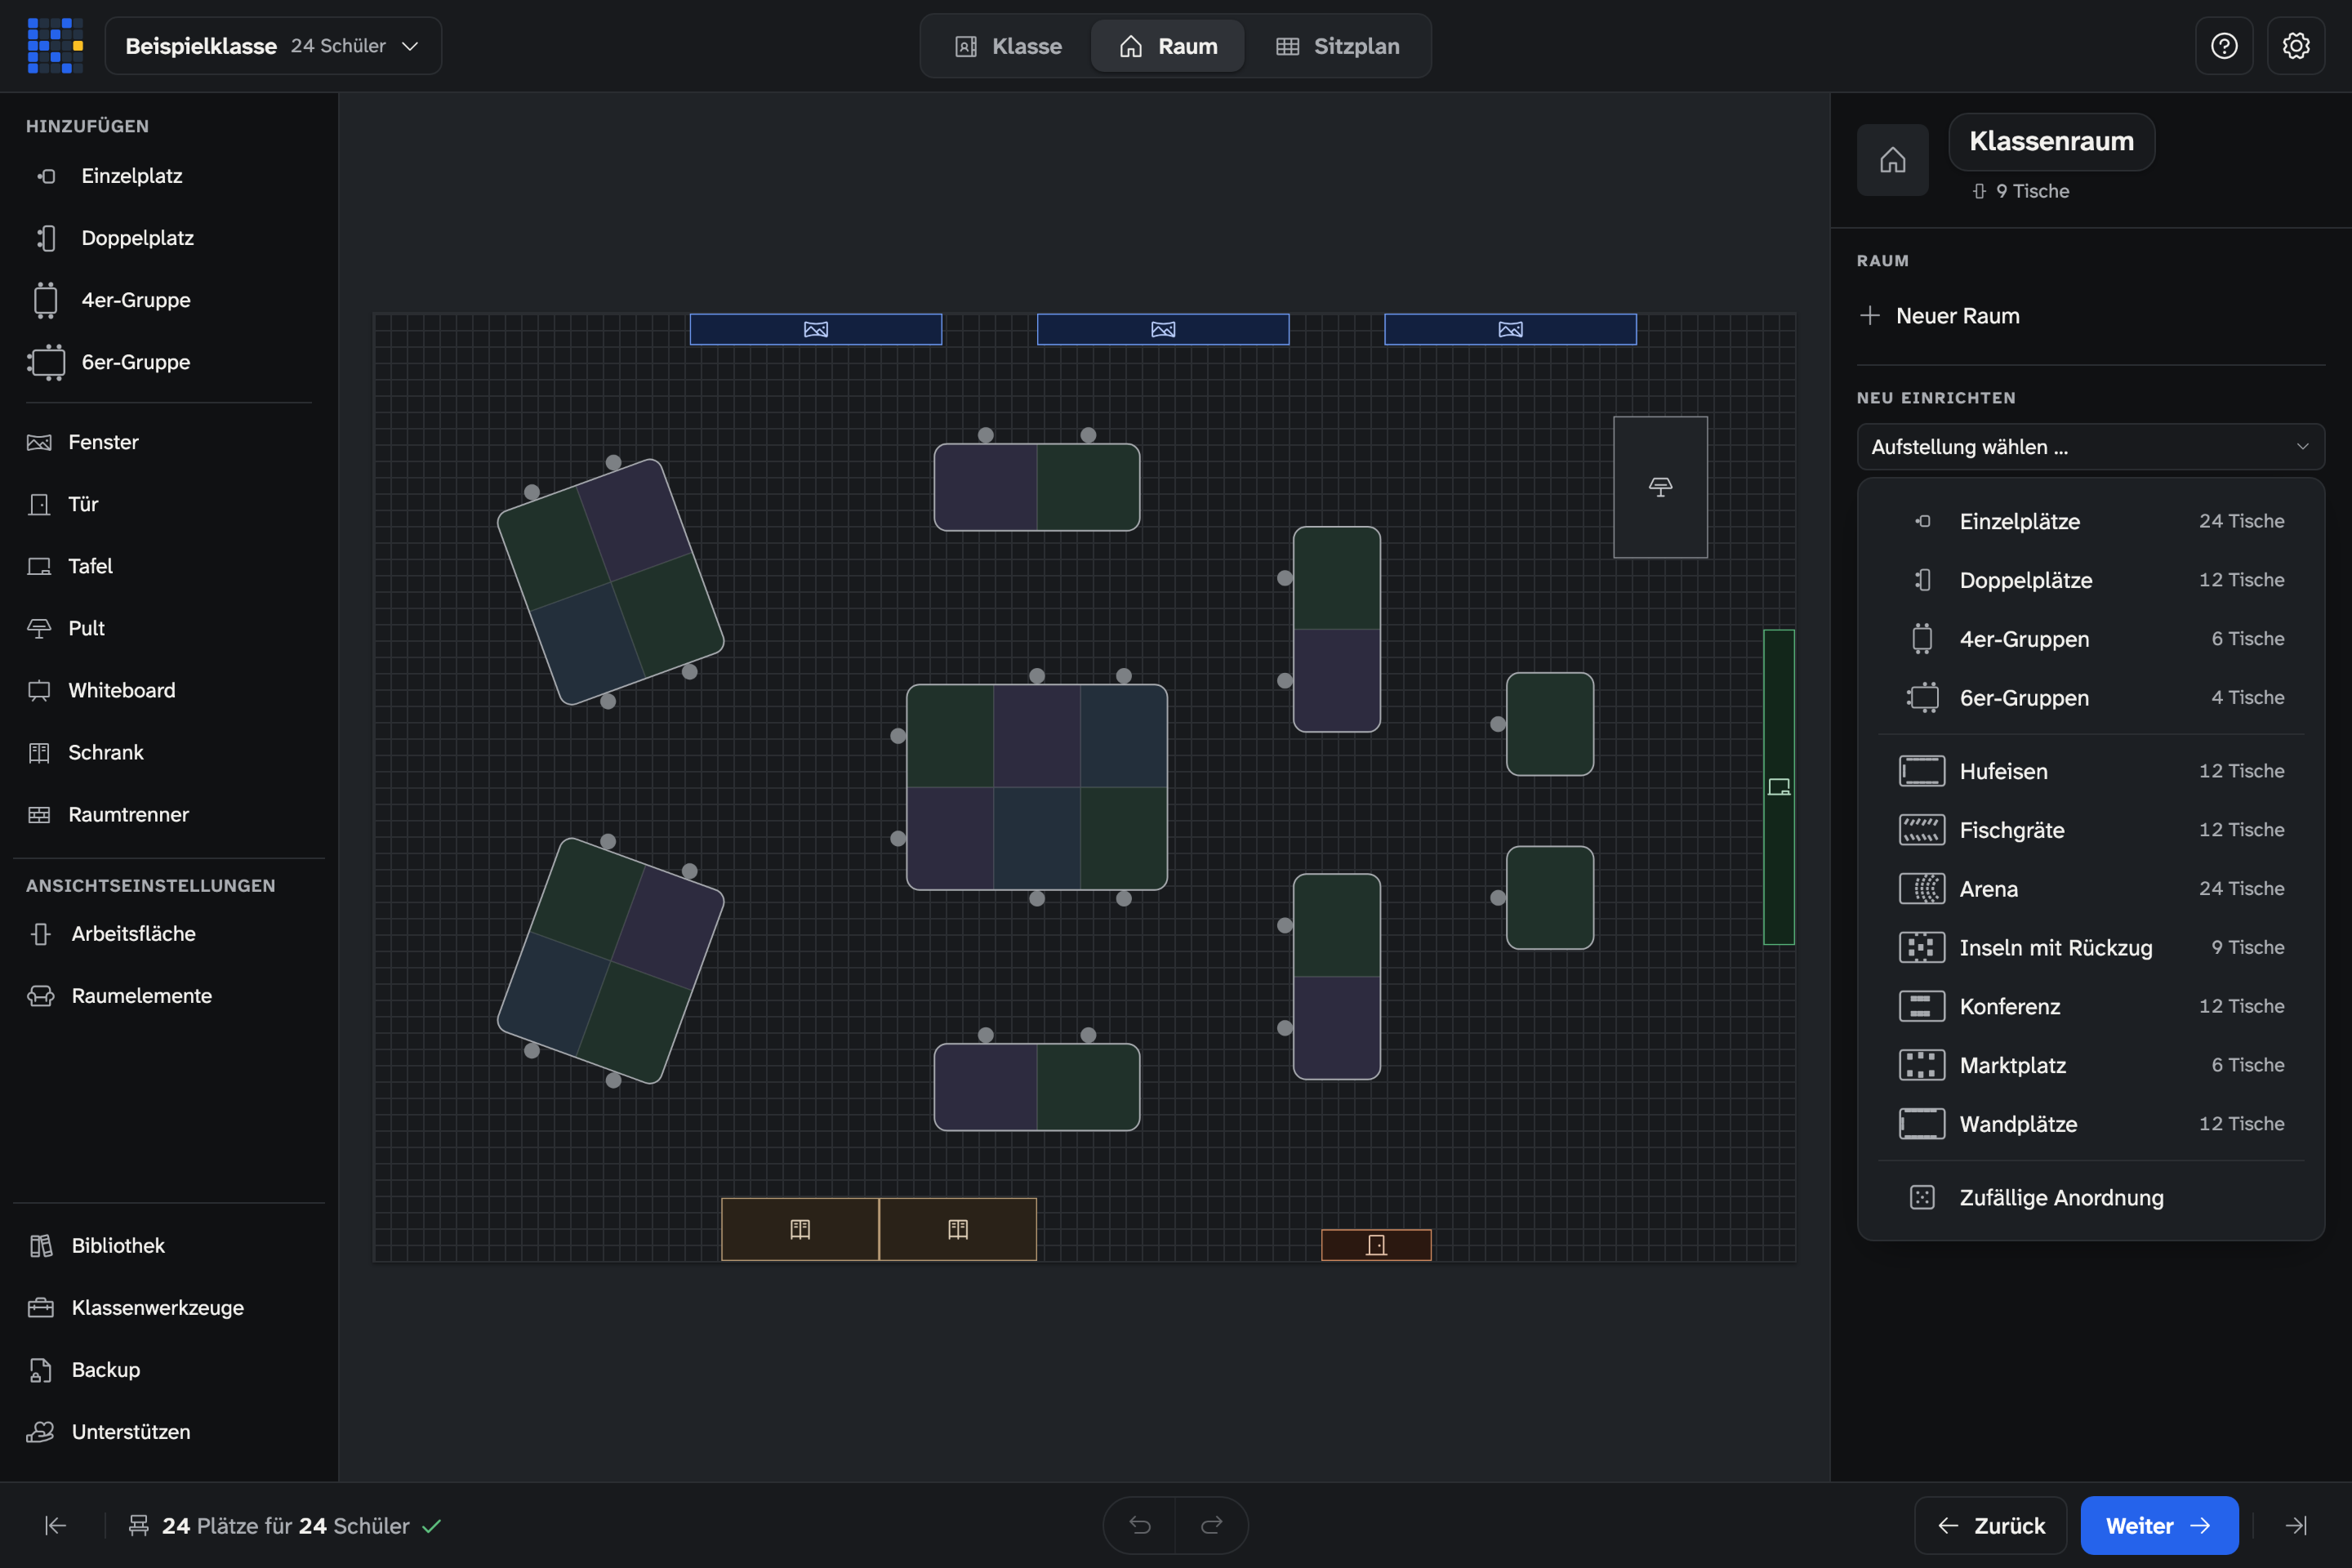 Beispielklasse 24 Schüler
Klasse
Raum
Sitzplan
HINZUFÜGEN
Einzelplatz
Doppelplatz
4er-Gruppe
6er-Gruppe
Fenster
Tür
Tafel
Pult
Whiteboard
Schrank
Raumtrenner
ANSICHTSEINSTELLUNGEN
Arbeitsfläche
Raumelemente
Bibliothek
Klassenwerkzeuge
Backup
Unterstützen
Klassenraum
9 Tische
RAUM
Neuer Raum
NEU EINRICHTEN
Aufstellung wählen ...
Einzelplätze 24 Tische
Doppelplätze 12 Tische
4er-Gruppen 6 Tische
6er-Gruppen 4 Tische
Hufeisen 12 Tische
Fischgräte 12 Tische
Arena 24 Tische
Inseln mit Rückzug 9 Tische
Konferenz 12 Tische
Marktplatz 6 Tische
Wandplätze 12 Tische
Zufällige Anordnung
24 Plätze für 24 Schüler
Zurück
Weiter